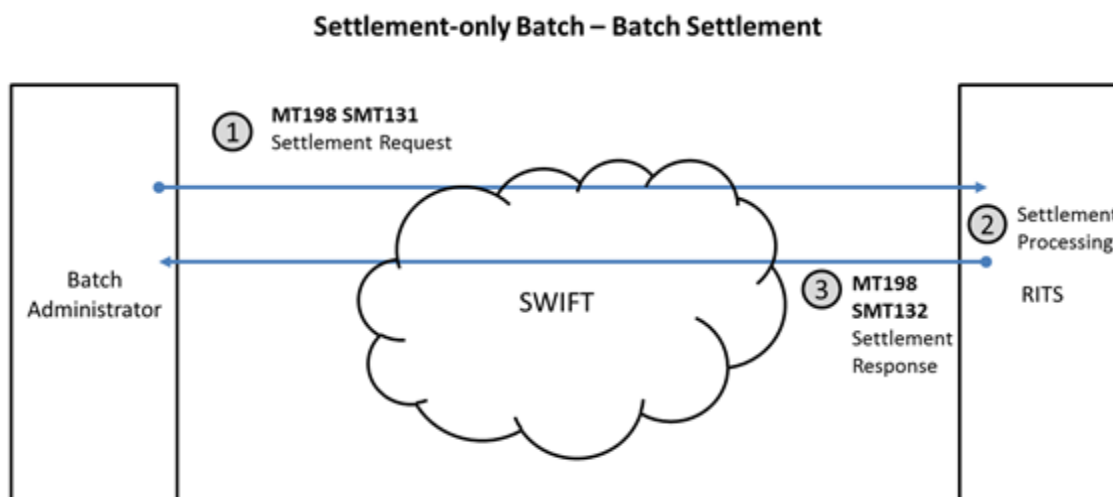 Settlement-only Batch – Batch Settlement
1
MT198 SMT131
Settlement Request
2
Settlement
Processing
Batch
Administrator
SWIFT
3
MT198
SMT132
Settlement
Response
RITS